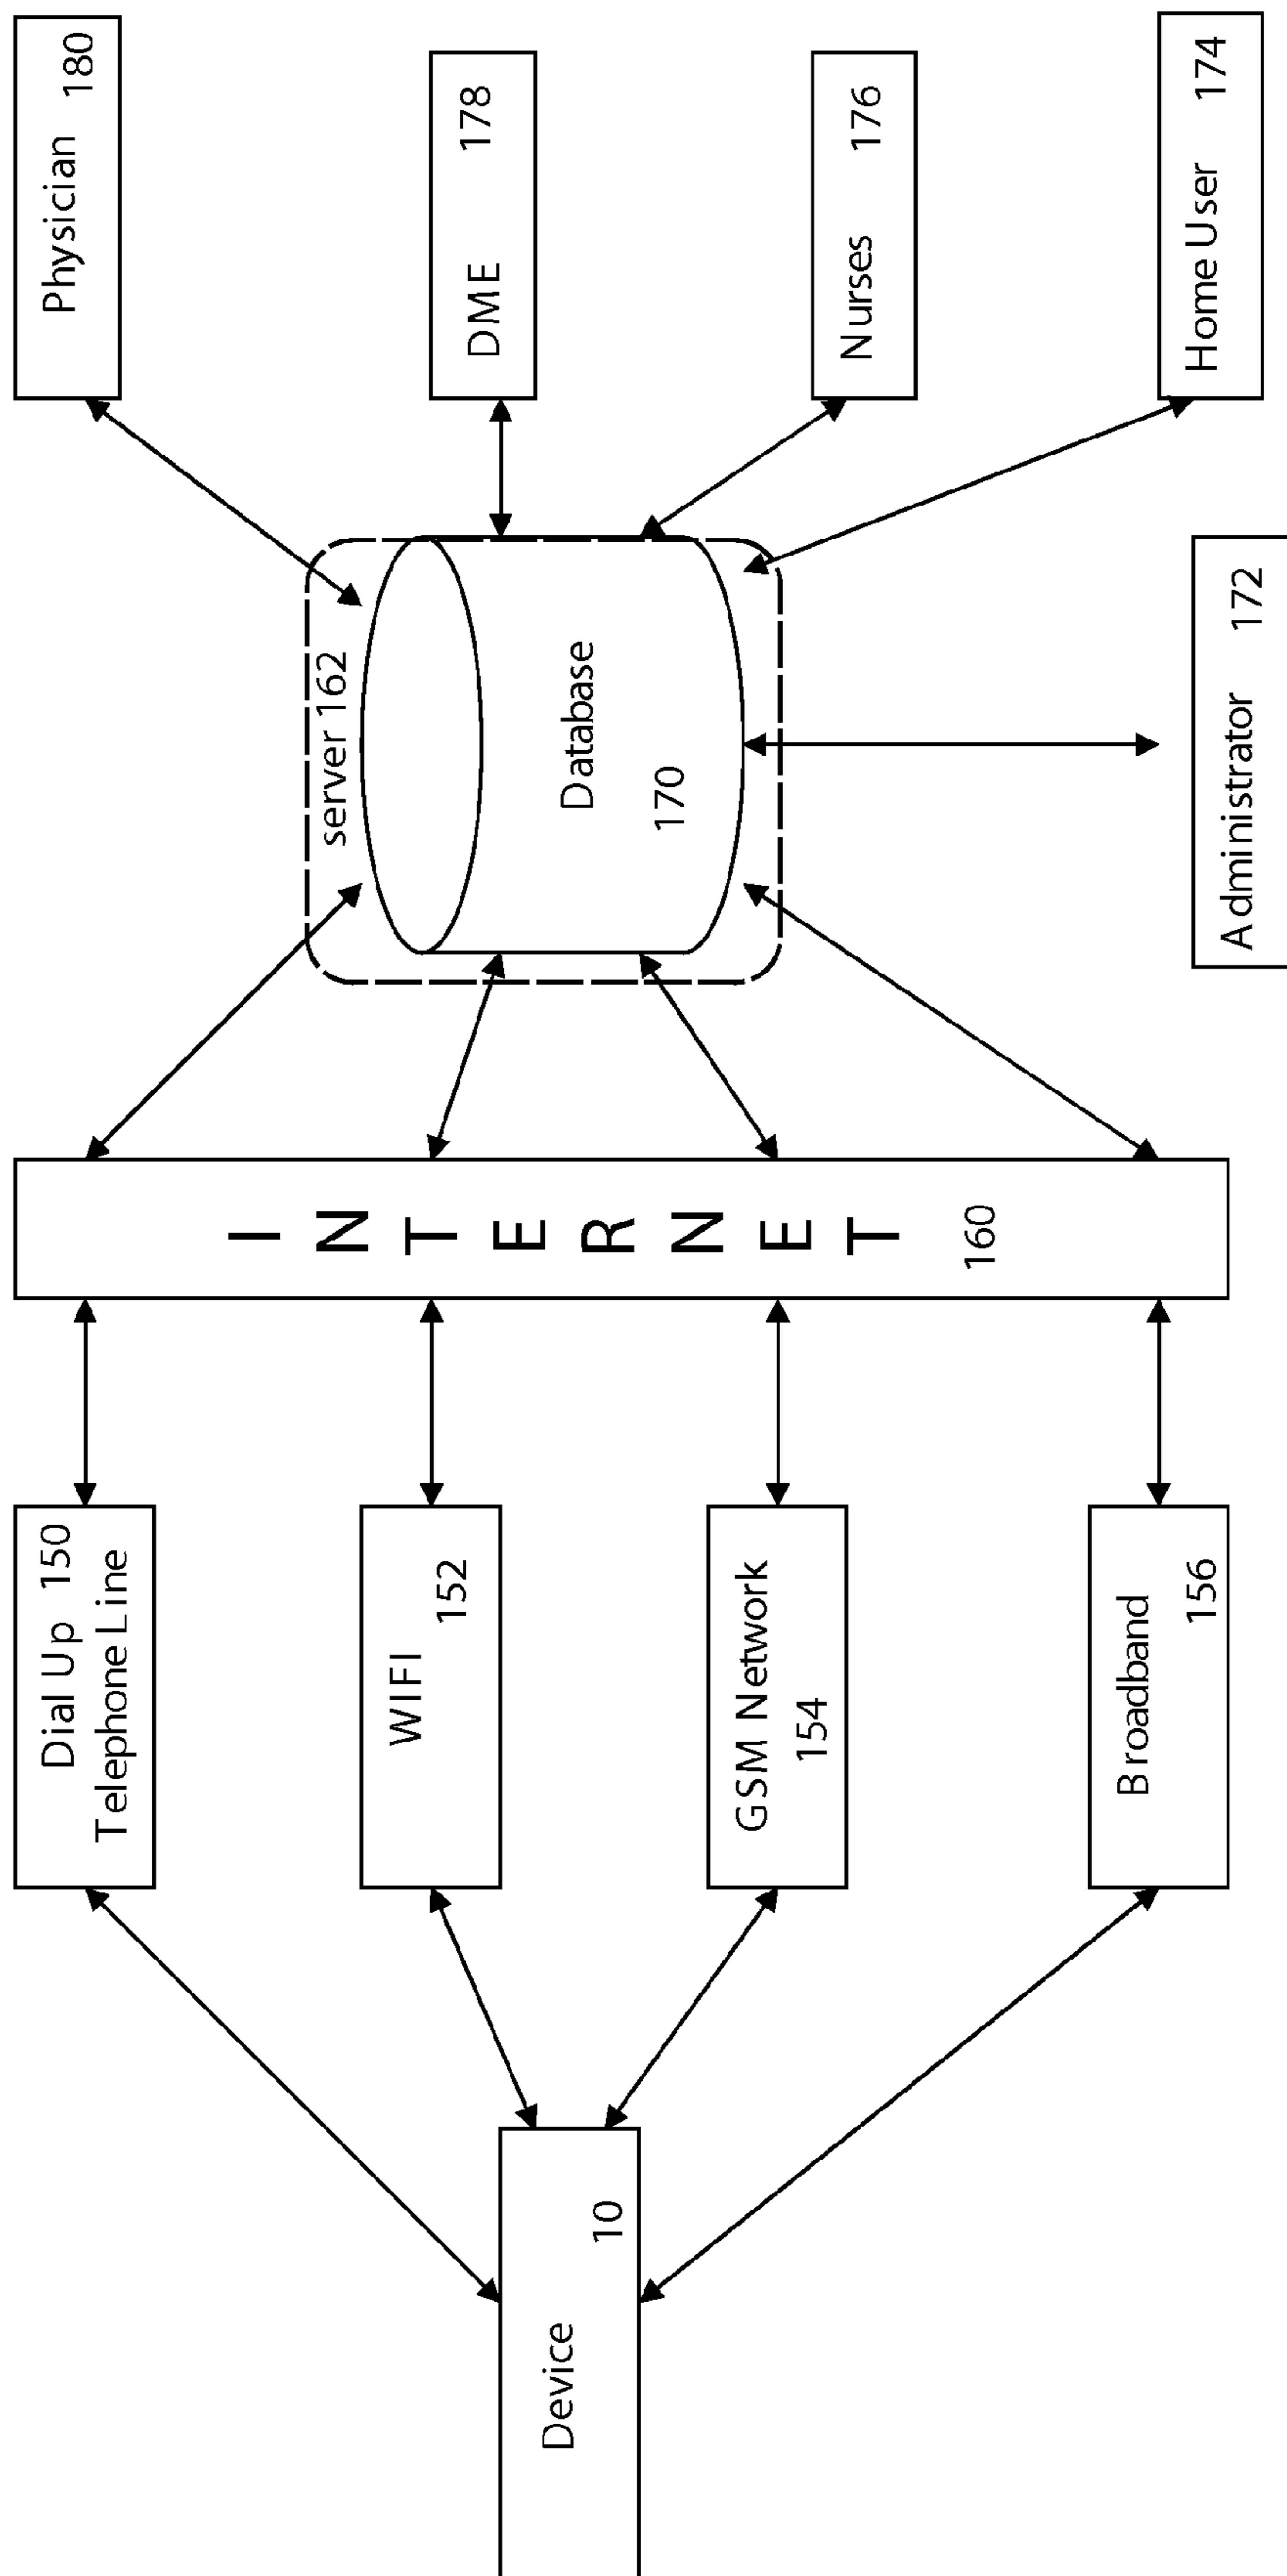 Device
10
Dial Up 150
Telephone Line
WIFI
152
GSM Network
154
Broadband
156
INTERNET
160
server 162
Database
170
Physician 180
DME 178
Nurses 176
Home User 174
Administrator 172